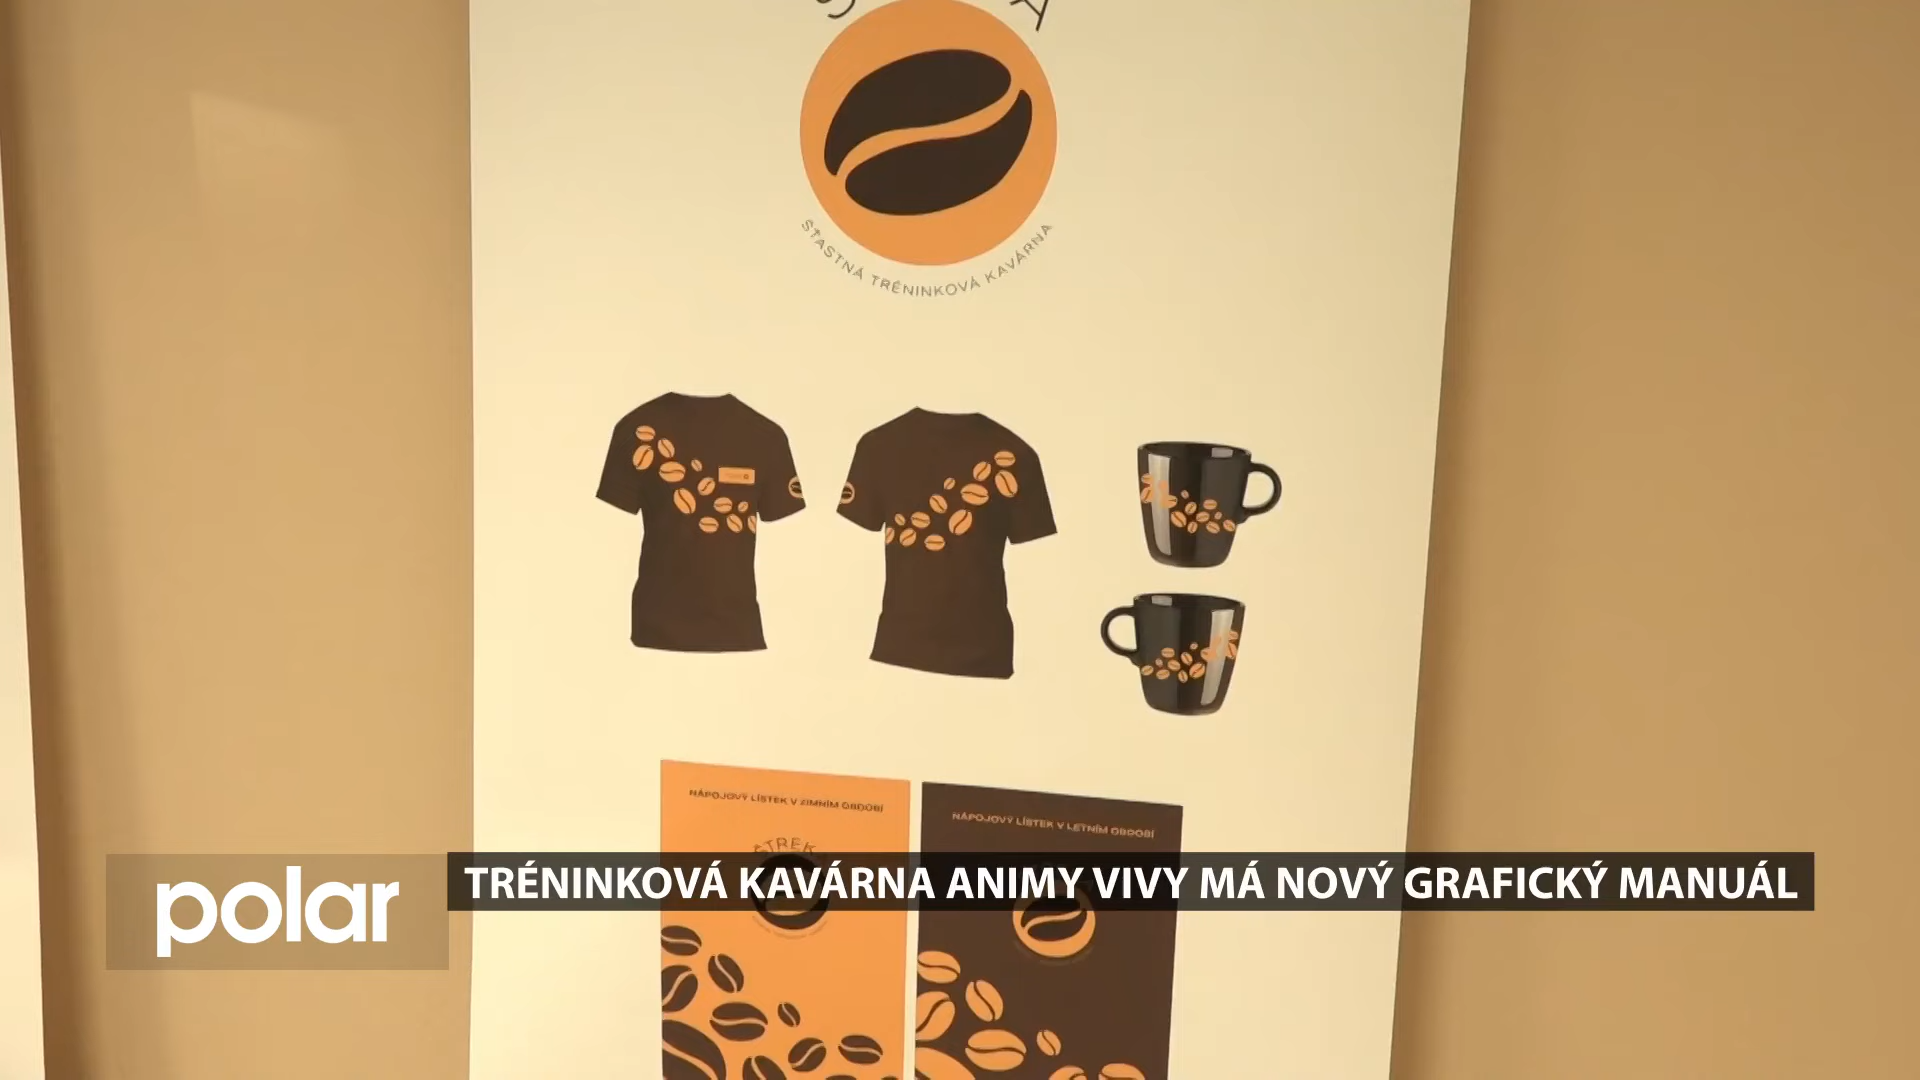 ŠŤASTNÁ TRÉNINKOVÁ KAVÁRNA
NÁPOJOVÝ LÍSTEK V ZIMNÍM OBDOBÍ
NÁPOJOVÝ LÍSTEK V LETNÍM OBDOBÍ
polar
TRÉNINKOVÁ KAVÁRNA ANIMY VIVY MÁ NOVÝ GRAFICKÝ MANUÁL